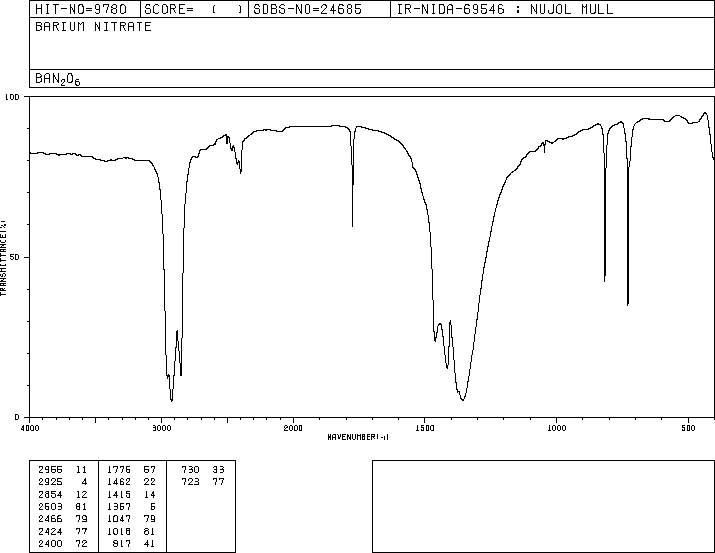 HIT-NO=9780 SCORE= ( ) SDBS-NO=24685 IR-NIDA-69546 : NUJOL MULL
BARIUM NITRATE
BAN2O6
100
50
0
TRANSMITTANCE(%)
4000 3000 2000 1500 1000 500
WAVENUMBER(-1)
2956 11 1776 57 730 33
2925 4 1462 22 723 77
2854 12 1415 14
2503 81 1357 5
2466 79 1047 79
2424 77 1018 81
2400 72 817 41